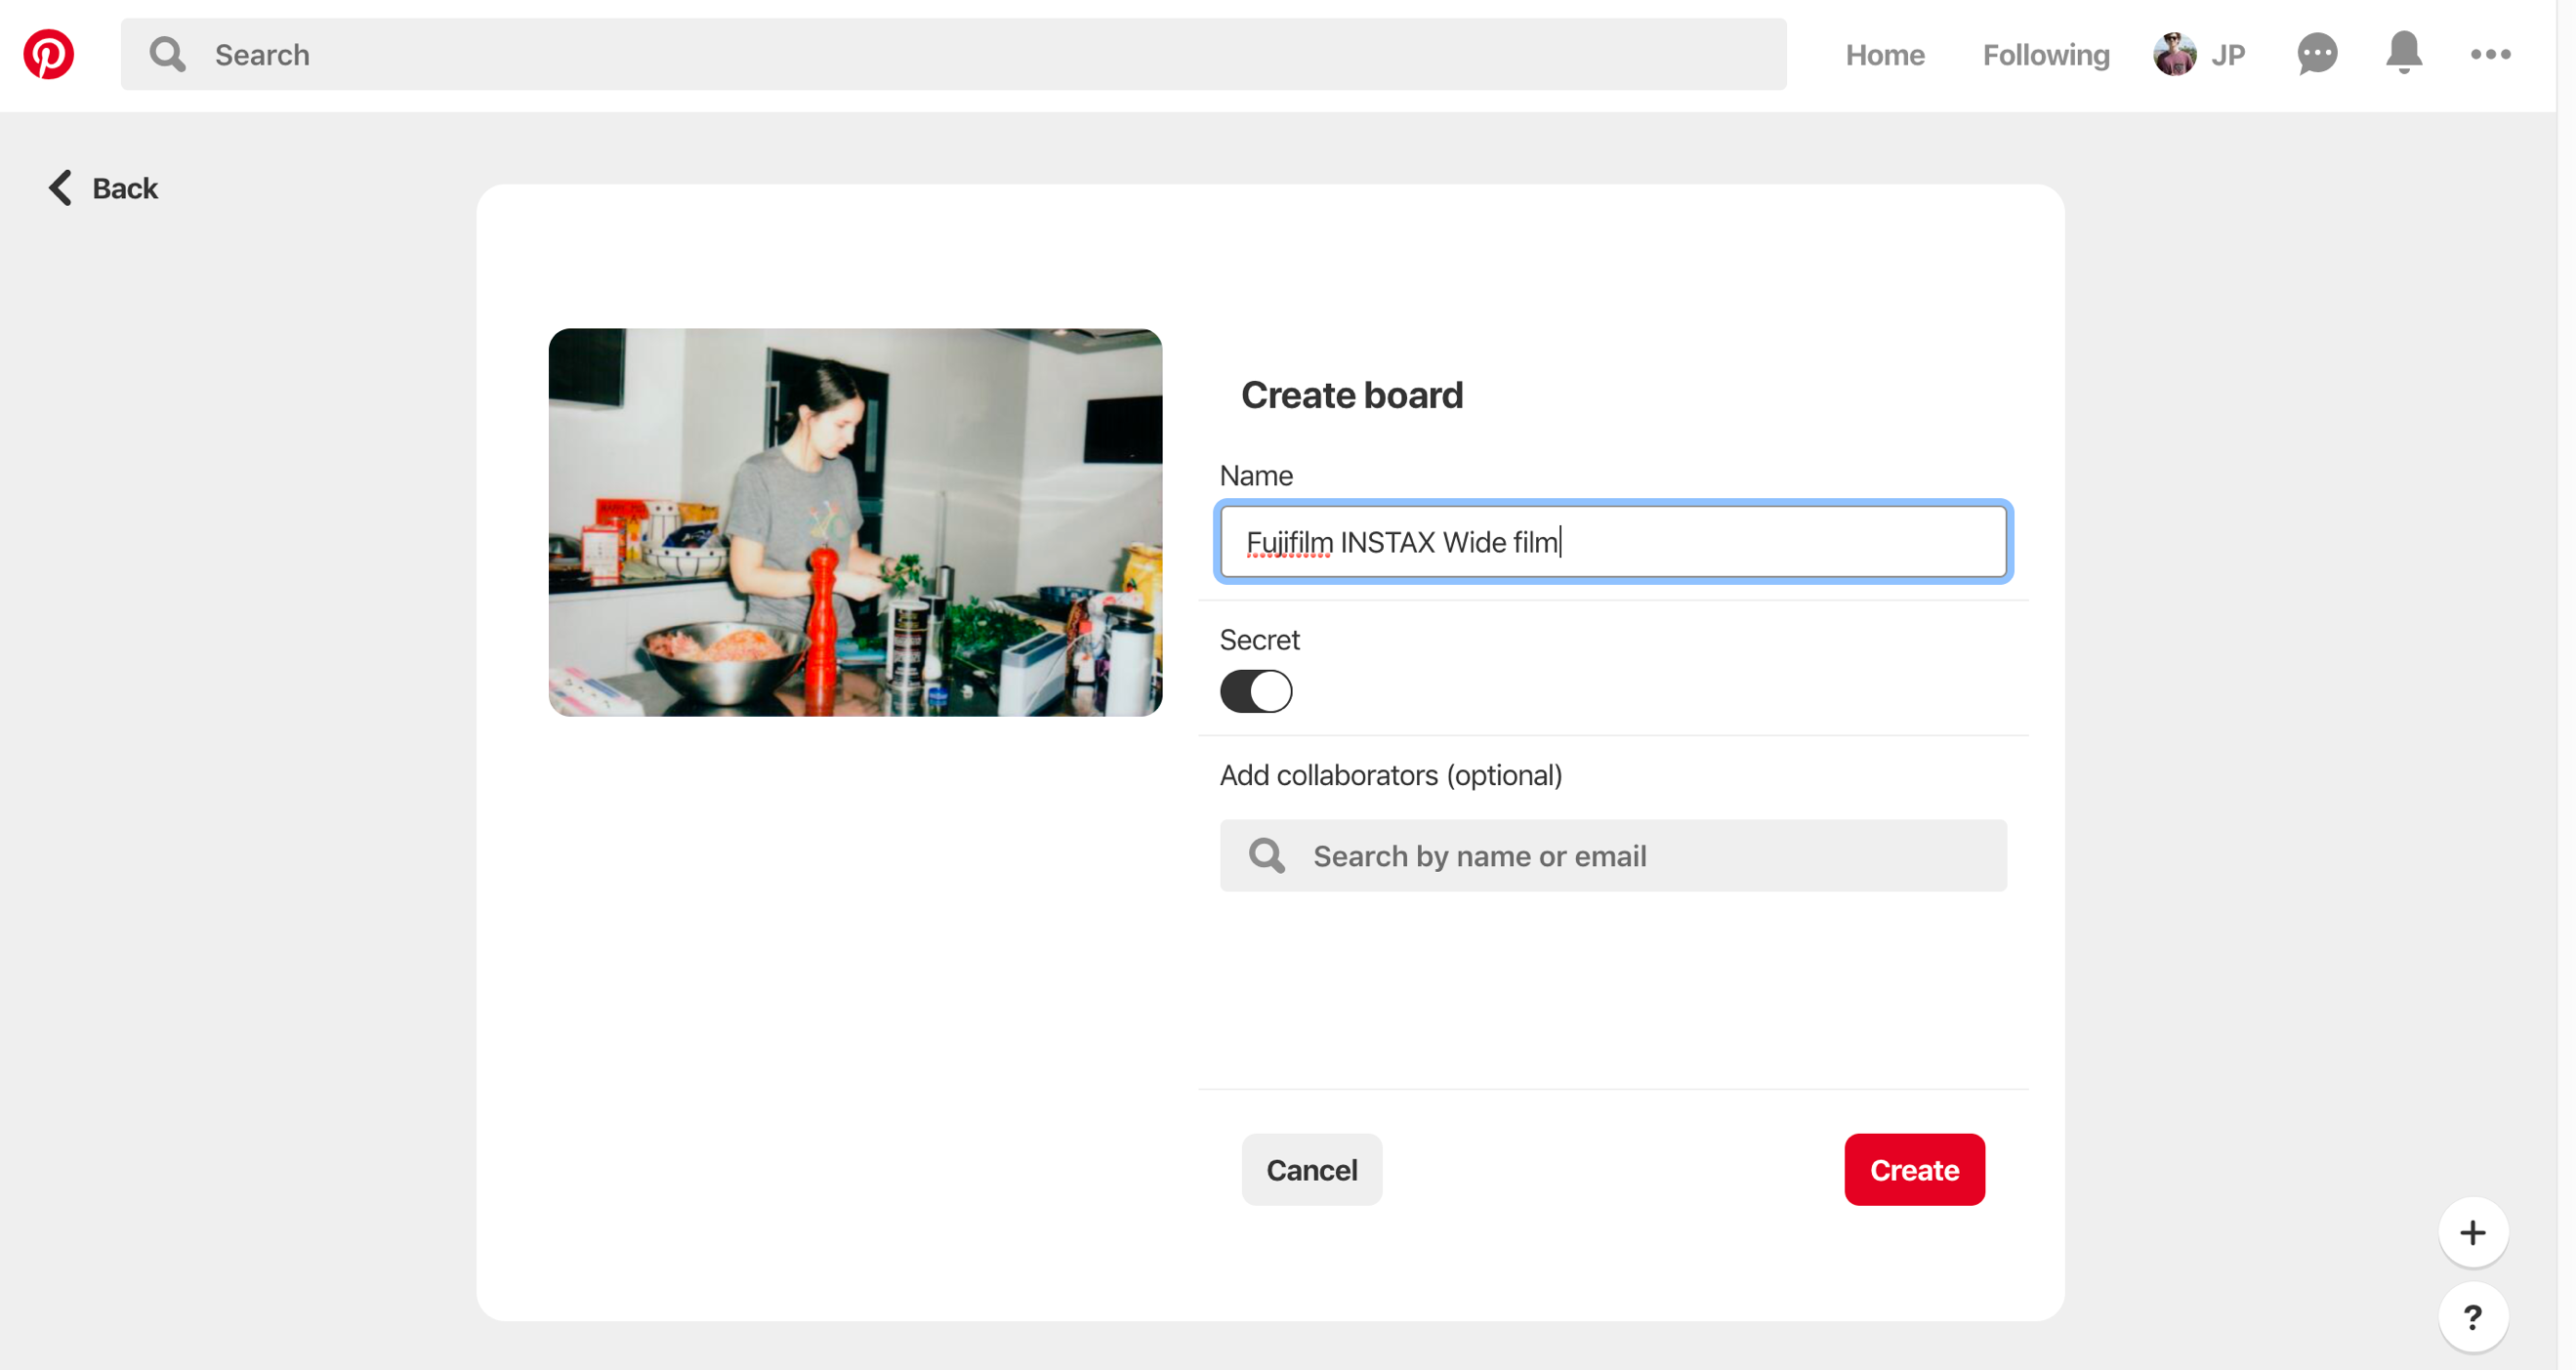 Search
Home
Following
JP
Back
Create board
Name
Fujifilm INSTAX Wide film
Secret
Add collaborators (optional)
Search by name or email
Cancel
Create
+
?